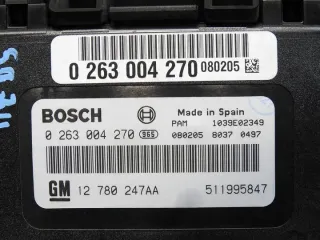 0 263 004 270 080205
BOSCH Made in Spain
0 263 004 270 PAM 1039E02349
080205 B037 0497
GM 12 780 247AA 511995847